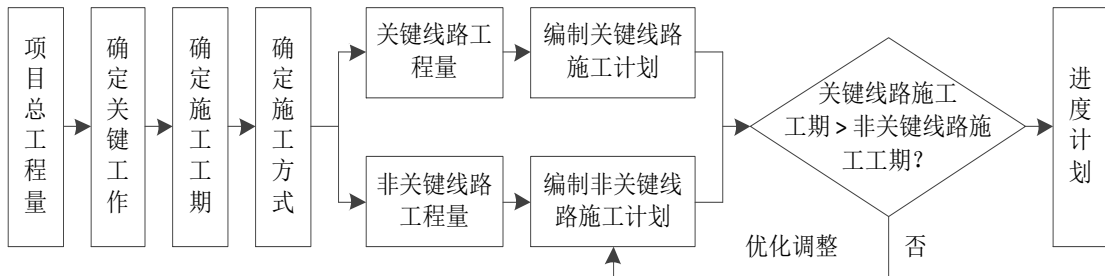 项目总工程量
确定关键工作
确定施工工期
确定施工方式
关键线路工
程量
编制关键线路
施工计划
非关键线路
工程量
编制非关键线
路施工计划
关键线路施工
工期 > 非关键线路施
工工期？
优化调整
否
进度计划